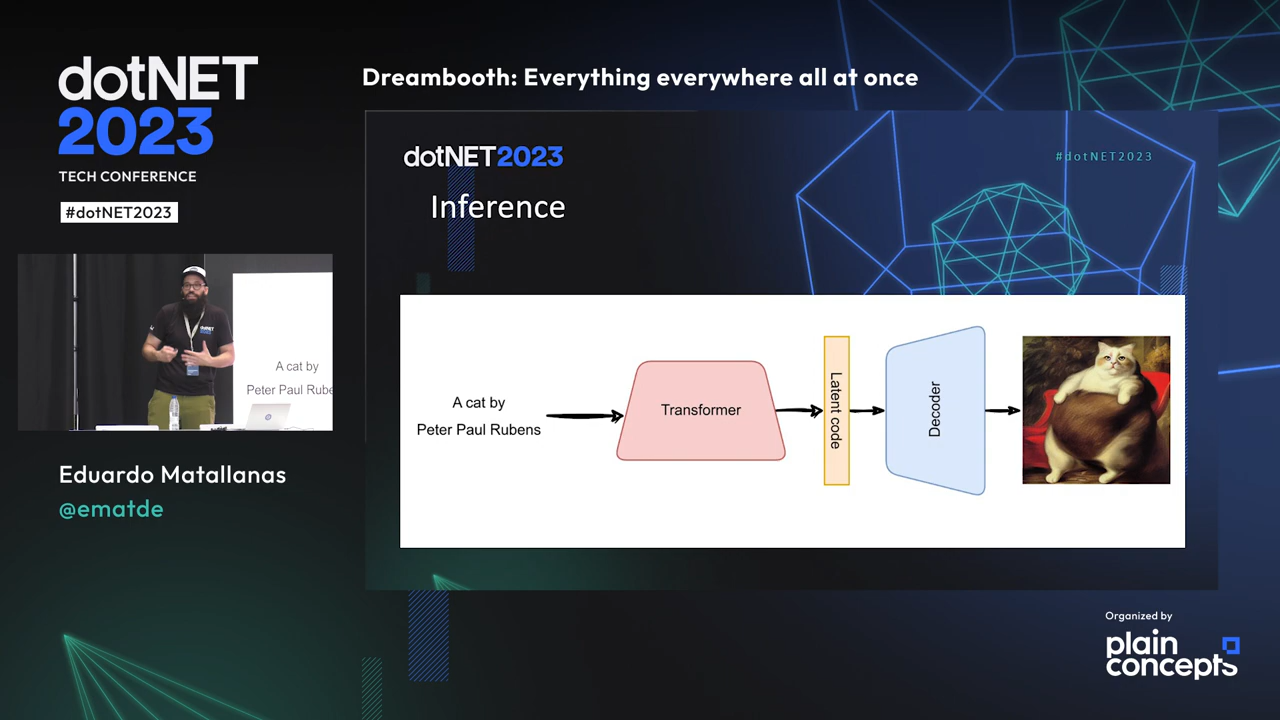 dotNET
2023
TECH CONFERENCE
#dotNET2023
Dreambooth: Everything everywhere all at once
dotNET2023
#dotNET2023
Inference
A cat by
Peter Paul Rubens
Transformer
Latent code
Decoder
A cat by
Peter Paul Rube
Eduardo Matallanas
@ematde
Organized by
plain
concepts